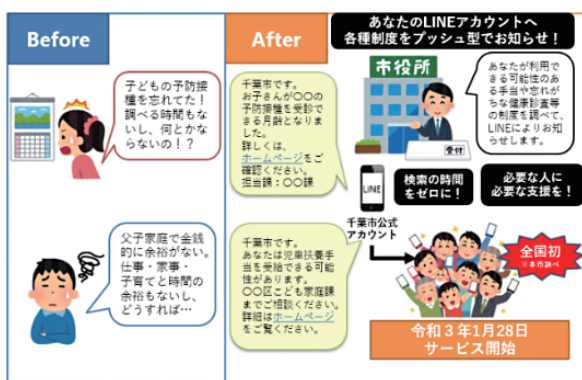 Before
子どもの予防接
種を忘れてた！
調べる時間もな
いし、何とかな
らないの！？
父子家庭で金銭
的に余裕がない。
仕事・家事・
子育てと時間の
余裕もないし、
どうすれば…
After
千葉市です。
お子さんが〇〇の
予防接種を受診で
きる月齢となりま
した。
詳しくは、
ホームページをご
確認ください。
担当課：〇〇課
千葉市です。
あなたは児童扶養手
当を受給できる可能
性があります。
〇〇区こども家庭課
までご相談ください。
詳細はホームページ
をご覧ください。
あなたのLINEアカウントへ
各種制度をプッシュ型でお知らせ！
市役所
受付
あなたが利用で
きる可能性のあ
る手当や忘れが
ちな健康診査等
の制度を調べて、
LINEによりお知
らせします。
LINE
検索の時間
をゼロに！
必要な人に
必要な支援を！
千葉市公式
アカウント
全国初
※本市調べ
令和３年1月28日
サービス開始